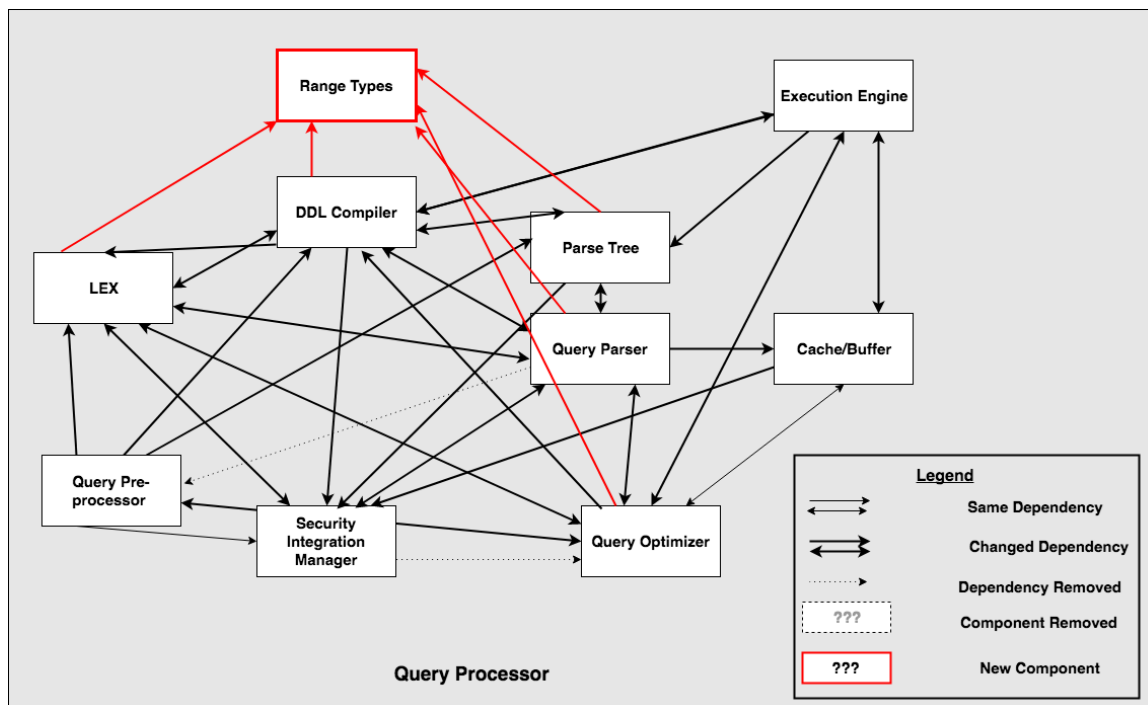 Range Types
Execution Engine
DDL Compiler
Parse Tree
LEX
Query Parser
Cache/Buffer
Query Pre-
processor
Security
Integration
Manager
Query Optimizer
Query Processor
Legend
Same Dependency
Changed Dependency
Dependency Removed
???
Component Removed
???
New Component